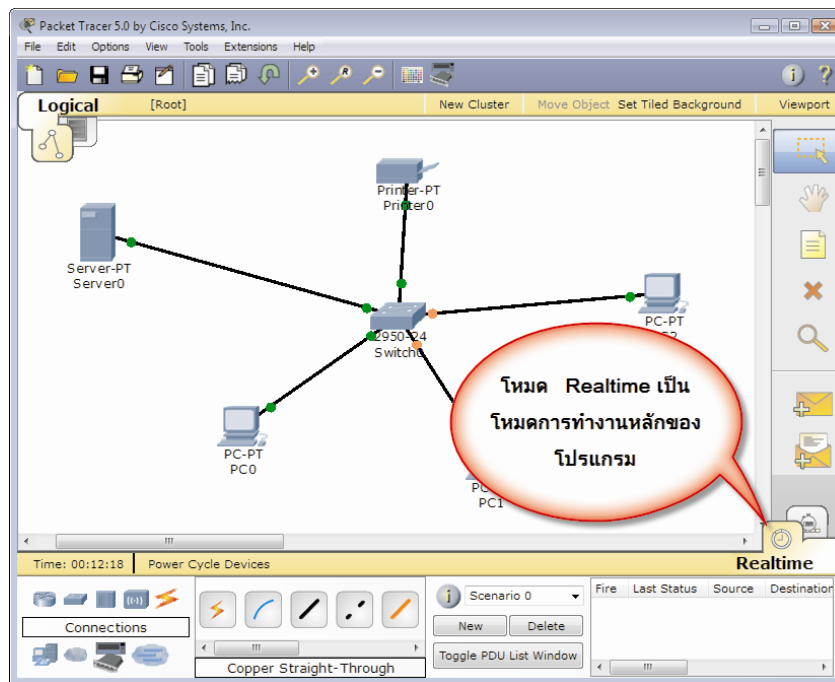 Packet Tracer 5.0 by Cisco Systems, Inc.
File Edit Options View Tools Extensions Help
Logical [Root] New Cluster Move Object Set Tiled Background Viewport
Printer-PT
Printer0
Server-PT
Server0
PC-PT
2950-24
Switch0
โหมด Realtime เป็น
โหมดการทำงานหลักของ
โปรแกรม
PC-PT
PC0
PC1
Time: 00:12:18 Power Cycle Devices Realtime
Connections
Copper Straight-Through
Scenario 0
New Delete
Toggle PDU List Window
Fire Last Status Source Destination